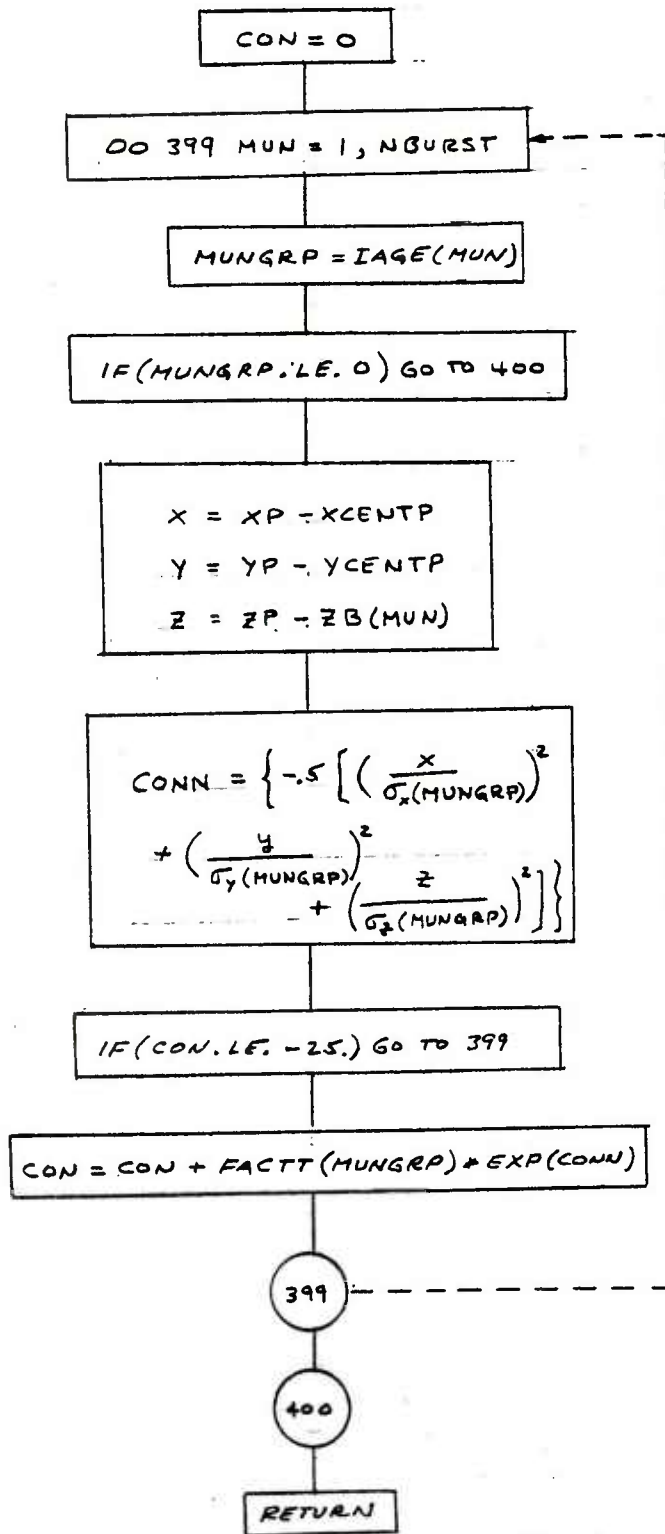 CON = 0
DO 399 MUN = 1, NBURST
MUNGRP = IAGE(MUN)
IF(MUNGRP.LE. 0) GO TO 400
X = XP - XCENTP
Y = YP - YCENTP
Z = ZP - ZB(MUN)
CONN = { -.5 [ ( X / σx(MUNGRP) )²
+ ( y / σy(MUNGRP) )²
+ ( z / σz(MUNGRP) )² ] }
IF(CON.LE. -25.) GO TO 399
CON = CON + FACTT(MUNGRP) * EXP(CONN)
399
400
RETURN